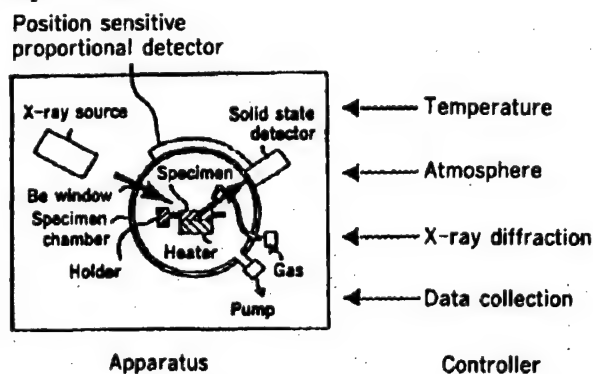 Position sensitive
proportional detector
X-ray source
Solid state
detector
Be window
Specimen
Specimen
chamber
Holder
Heater
Gas
Pump
Temperature
Atmosphere
X-ray diffraction
Data collection
Apparatus
Controller